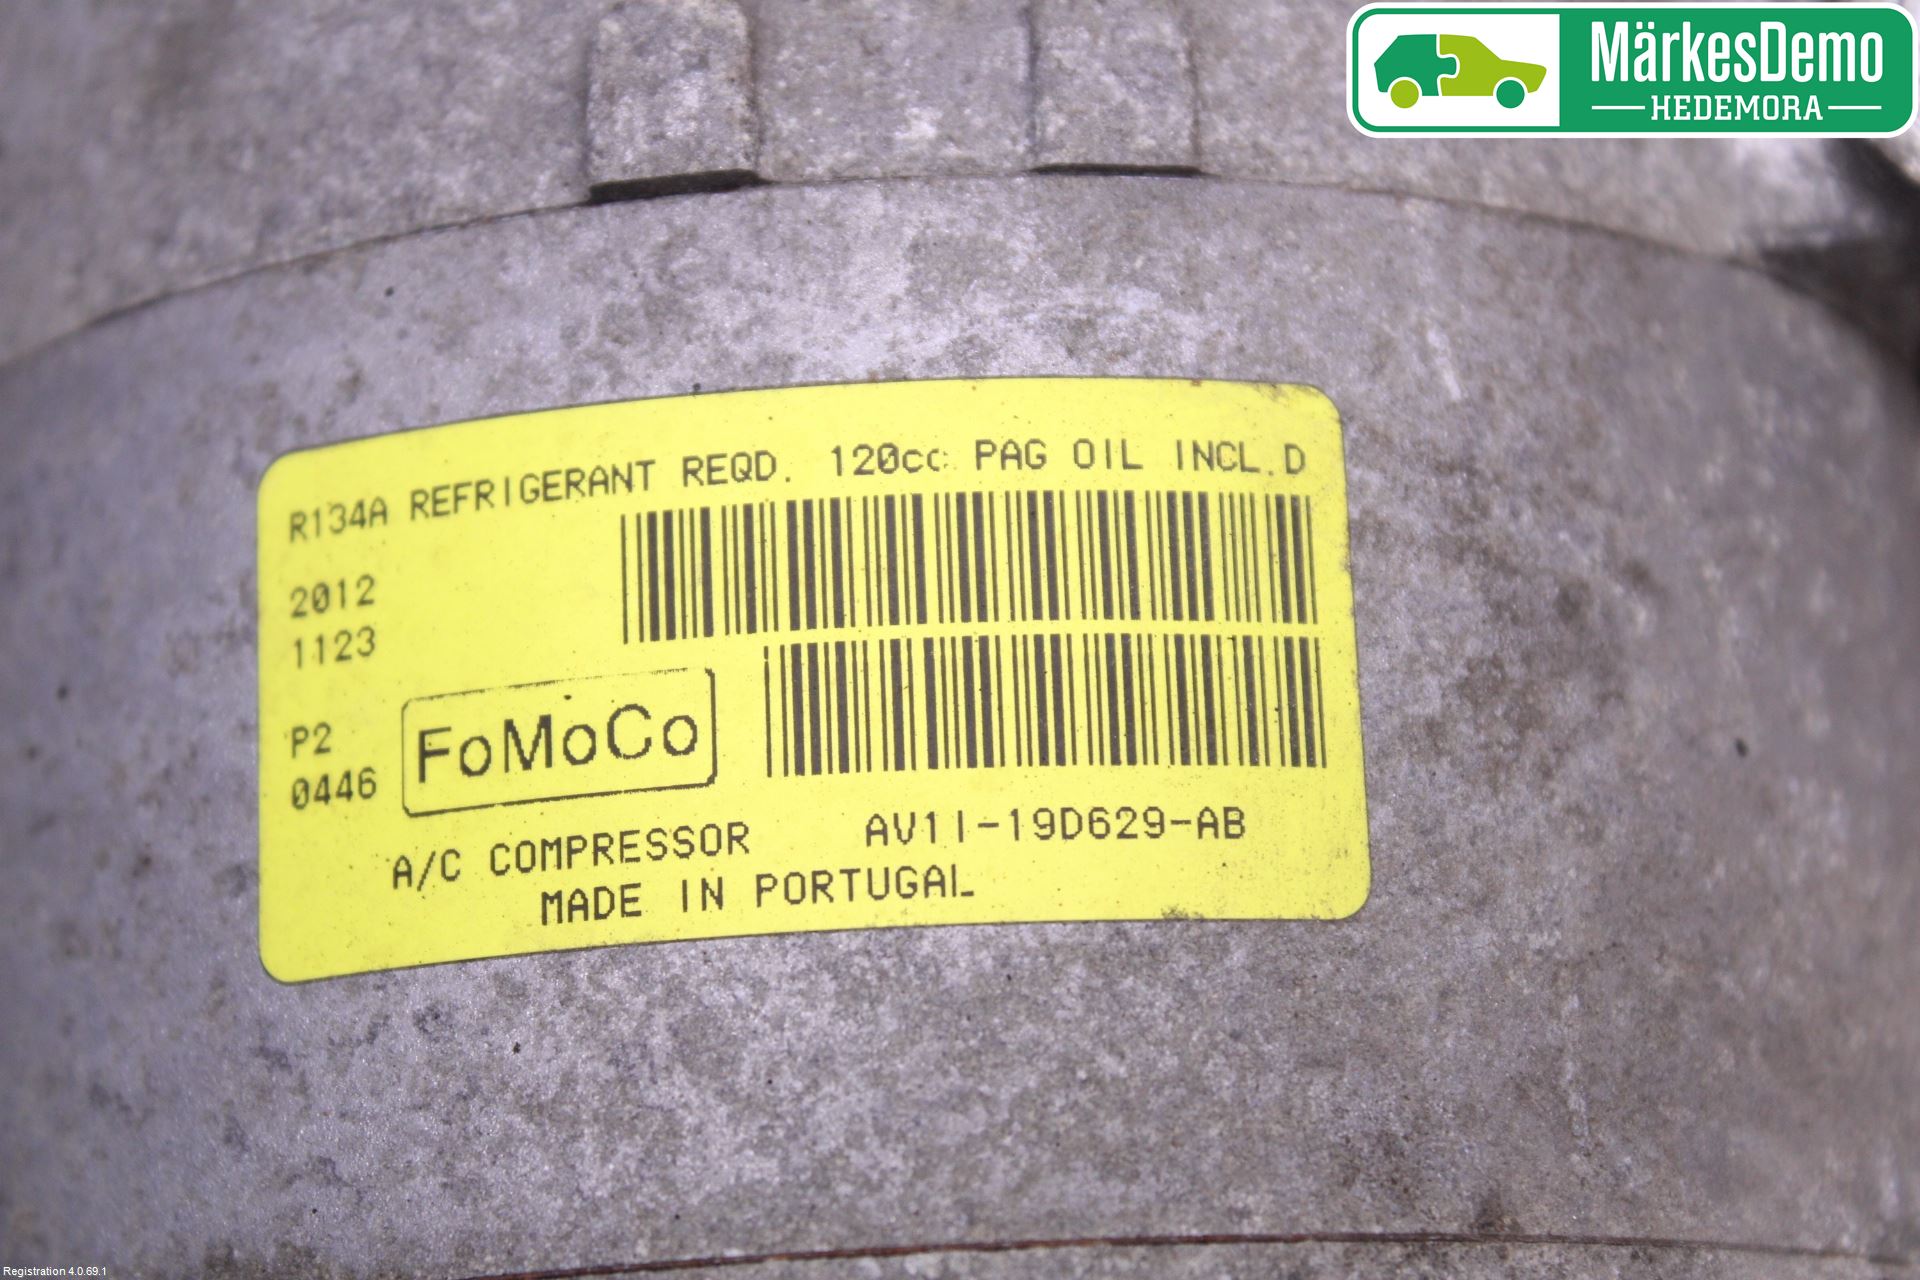 MärkesDemo
HEDEMORA
R134A REFRIGERANT REQD. 120cc PAG OIL INCL.D
2012
1123
P2
0446
FoMoCo
A/C COMPRESSOR AV11-19D629-AB
MADE IN PORTUGAL
Registration 4.0.69.1